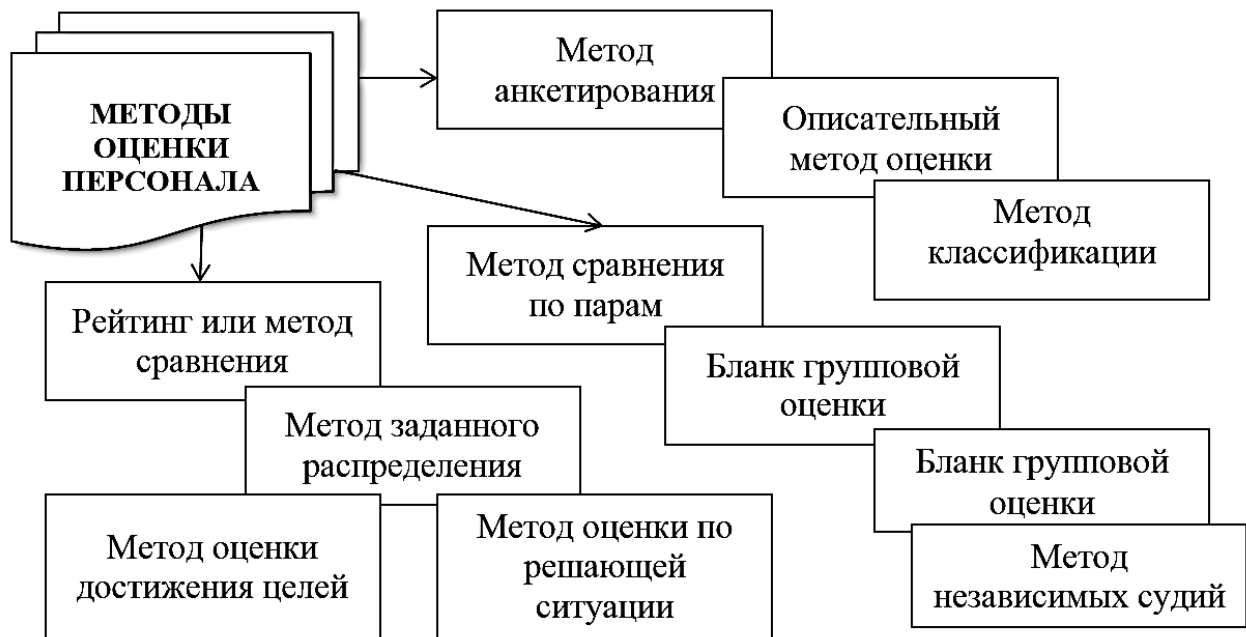 МЕТОДЫ
ОЦЕНКИ
ПЕРСОНАЛА
Метод
анкетирования
Описательный
метод оценки
Метод
классификации
Метод сравнения
по парам
Бланк групповой
оценки
Бланк групповой
оценки
Метод
независимых судий
Рейтинг или метод
сравнения
Метод заданного
распределения
Метод оценки
достижения целей
Метод оценки по
решающей
ситуации